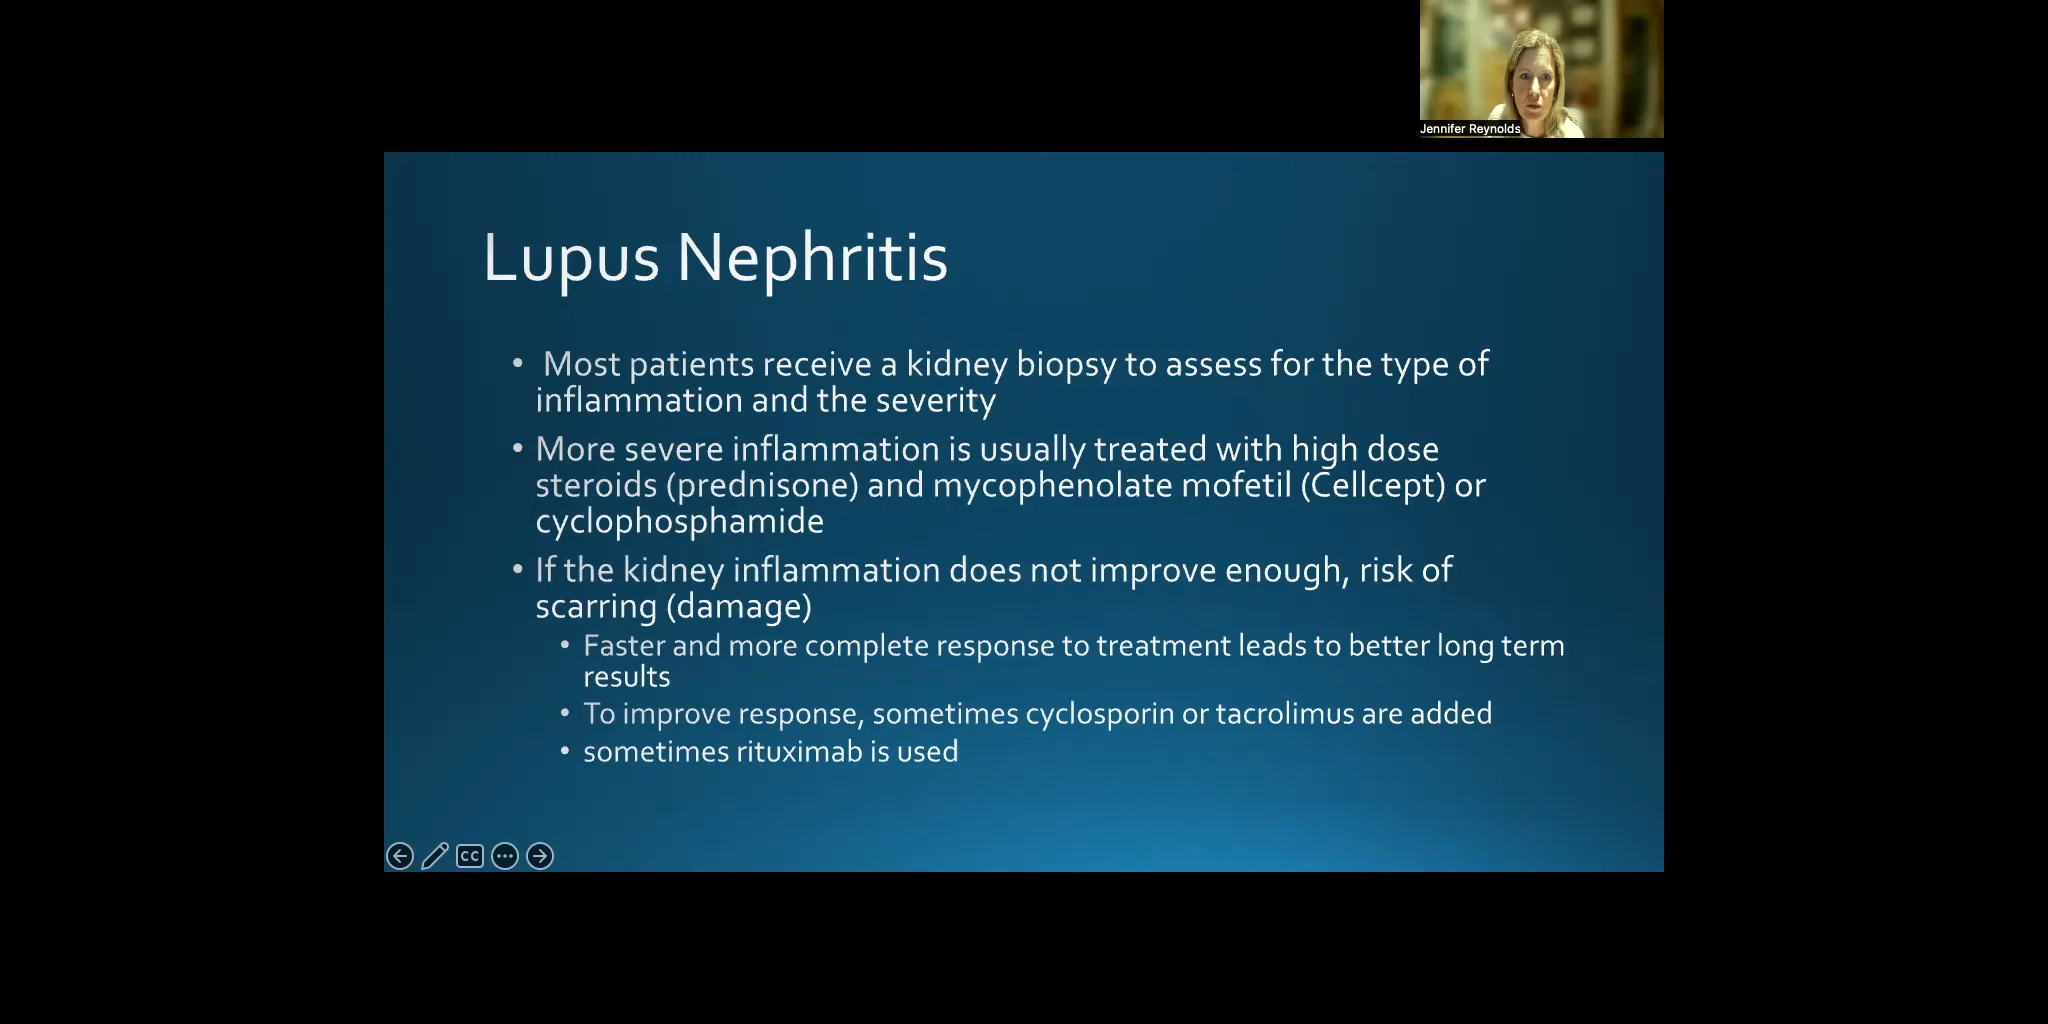 Jennifer Reynolds
Lupus Nephritis
• Most patients receive a kidney biopsy to assess for the type of
inflammation and the severity
• More severe inflammation is usually treated with high dose
steroids (prednisone) and mycophenolate mofetil (Cellcept) or
cyclophosphamide
• If the kidney inflammation does not improve enough, risk of
scarring (damage)
• Faster and more complete response to treatment leads to better long term
results
• To improve response, sometimes cyclosporin or tacrolimus are added
• sometimes rituximab is used
CC